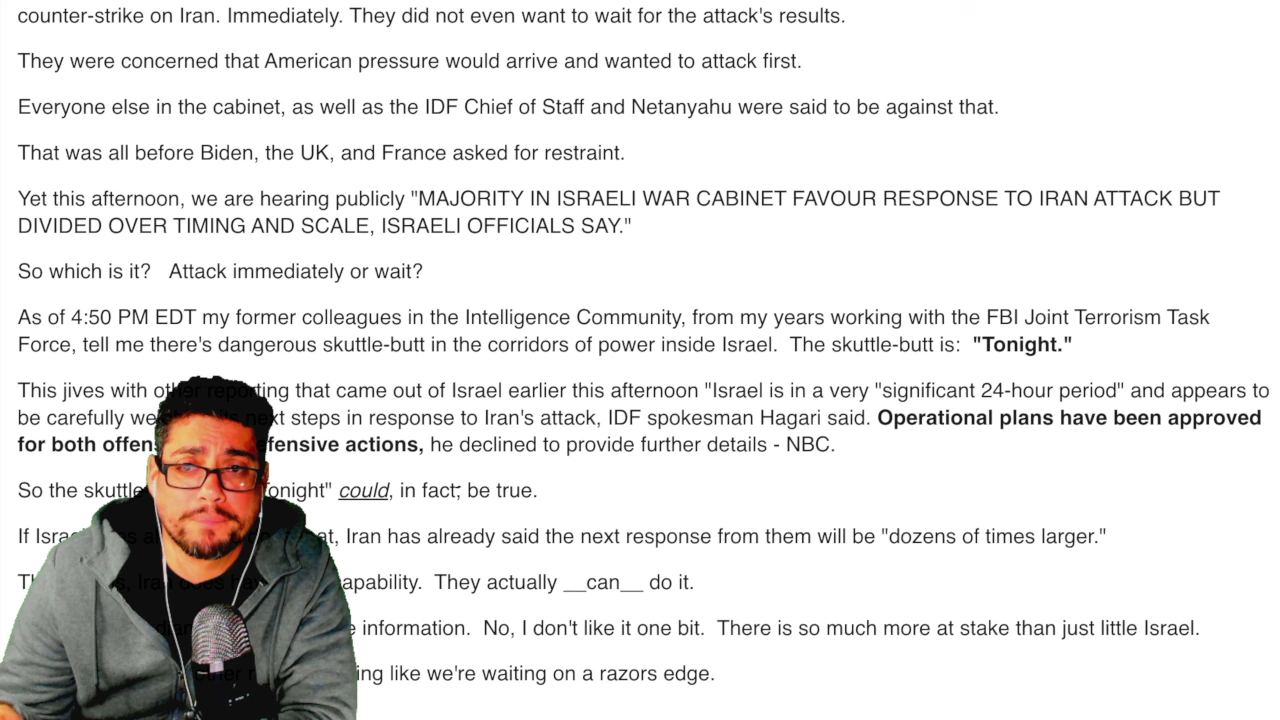 counter-strike on Iran. Immediately. They did not even want to wait for the attack's results.
They were concerned that American pressure would arrive and wanted to attack first.
Everyone else in the cabinet, as well as the IDF Chief of Staff and Netanyahu were said to be against that.
That was all before Biden, the UK, and France asked for restraint.
Yet this afternoon, we are hearing publicly "MAJORITY IN ISRAELI WAR CABINET FAVOUR RESPONSE TO IRAN ATTACK BUT
DIVIDED OVER TIMING AND SCALE, ISRAELI OFFICIALS SAY."
So which is it? Attack immediately or wait?
As of 4:50 PM EDT my former colleagues in the Intelligence Community, from my years working with the FBI Joint Terrorism Task
Force, tell me there's dangerous skuttle-butt in the corridors of power inside Israel. The skuttle-butt is: "Tonight."
This jives with other reporting that came out of Israel earlier this afternoon "Israel is in a very "significant 24-hour period" and appears to
be carefully next steps in response to Iran's attack, IDF spokesman Hagari said. Operational plans have been approved
for both actions, he declined to provide further details - NBC.
So the could, in fact, be true.
If Iran has already said the next response from them will be "dozens of times larger."
They actually __can__ do it.
information. No, I don't like it one bit. There is so much more at stake than just little Israel.
like we're waiting on a razors edge.